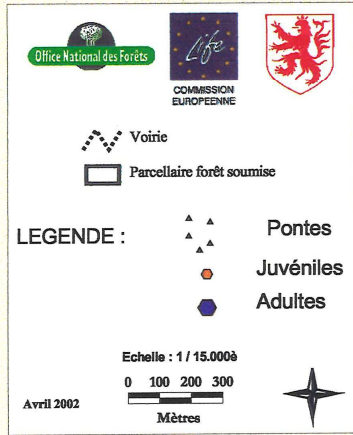 Office National des Forêts
Life
COMMISSION
EUROPEENNE
Voirie
Parcellaire forêt soumise
LEGENDE :
Pontes
Juvéniles
Adultes
Echelle : 1 / 15.000è
0 100 200 300
Mètres
Avril 2002